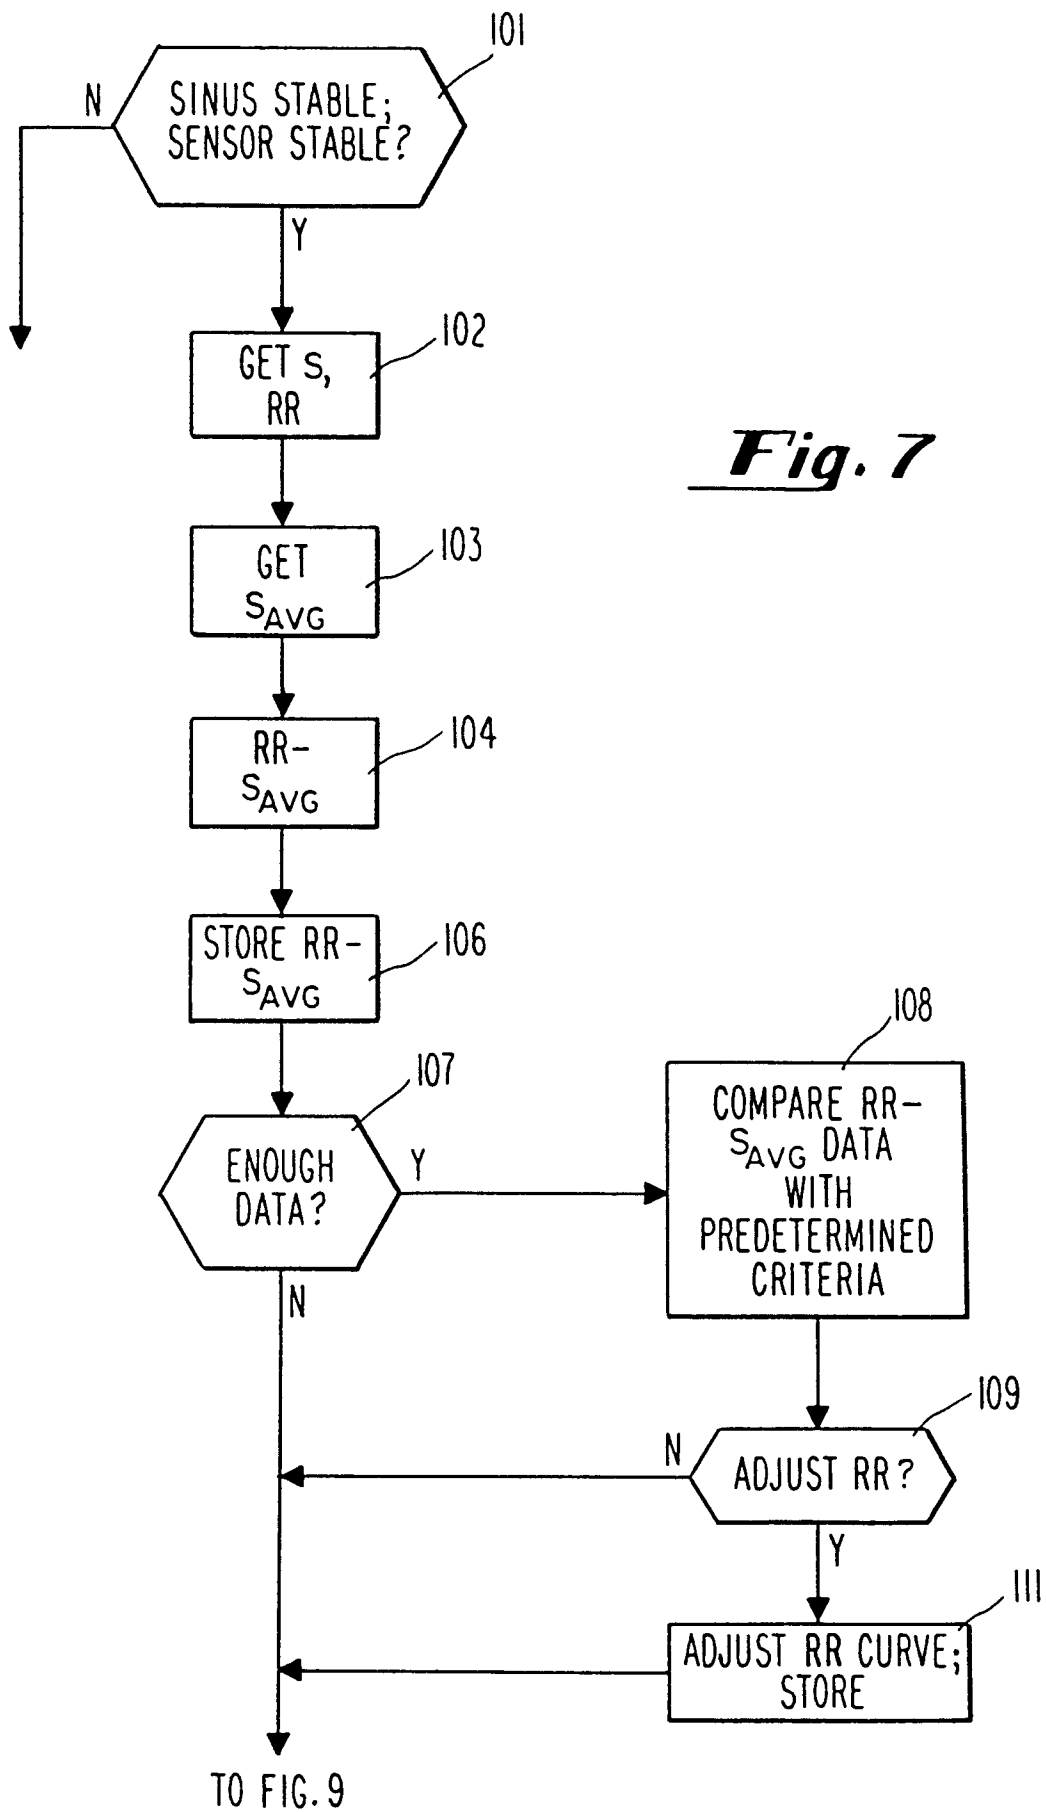 101
N
SINUS STABLE;
SENSOR STABLE?
Y
102
GET S,
RR
Fig. 7
103
GET
SAVG
104
RR-
SAVG
106
STORE RR-
SAVG
107
ENOUGH
DATA?
Y
N
108
COMPARE RR-
SAVG DATA
WITH
PREDETERMINED
CRITERIA
109
N
ADJUST RR?
Y
111
ADJUST RR CURVE;
STORE
TO FIG. 9